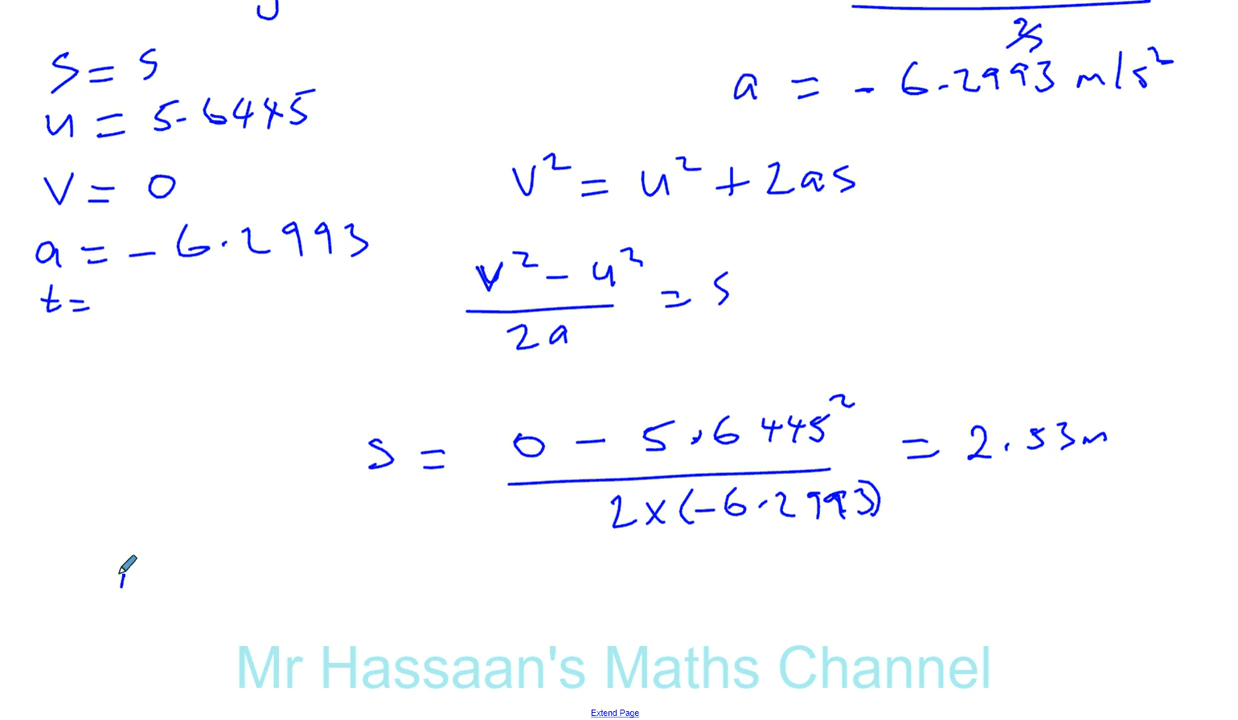 s = s
u = 5.6445
v = 0
a = -6.2993
t =
a = -6.2993 m/s²
v² = u² + 2as
v² - u² / 2a = s
s = 0 - 5.6445² / 2×(-6.2993) = 2.53m
Mr Hassaan's Maths Channel
Extend Page